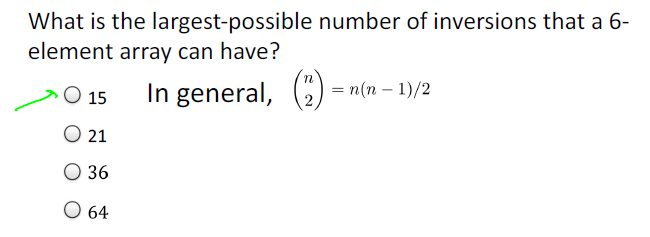 What is the largest-possible number of inversions that a 6-
element array can have?
15 In general, $\binom{n}{2} = n(n-1)/2$
21
36
64